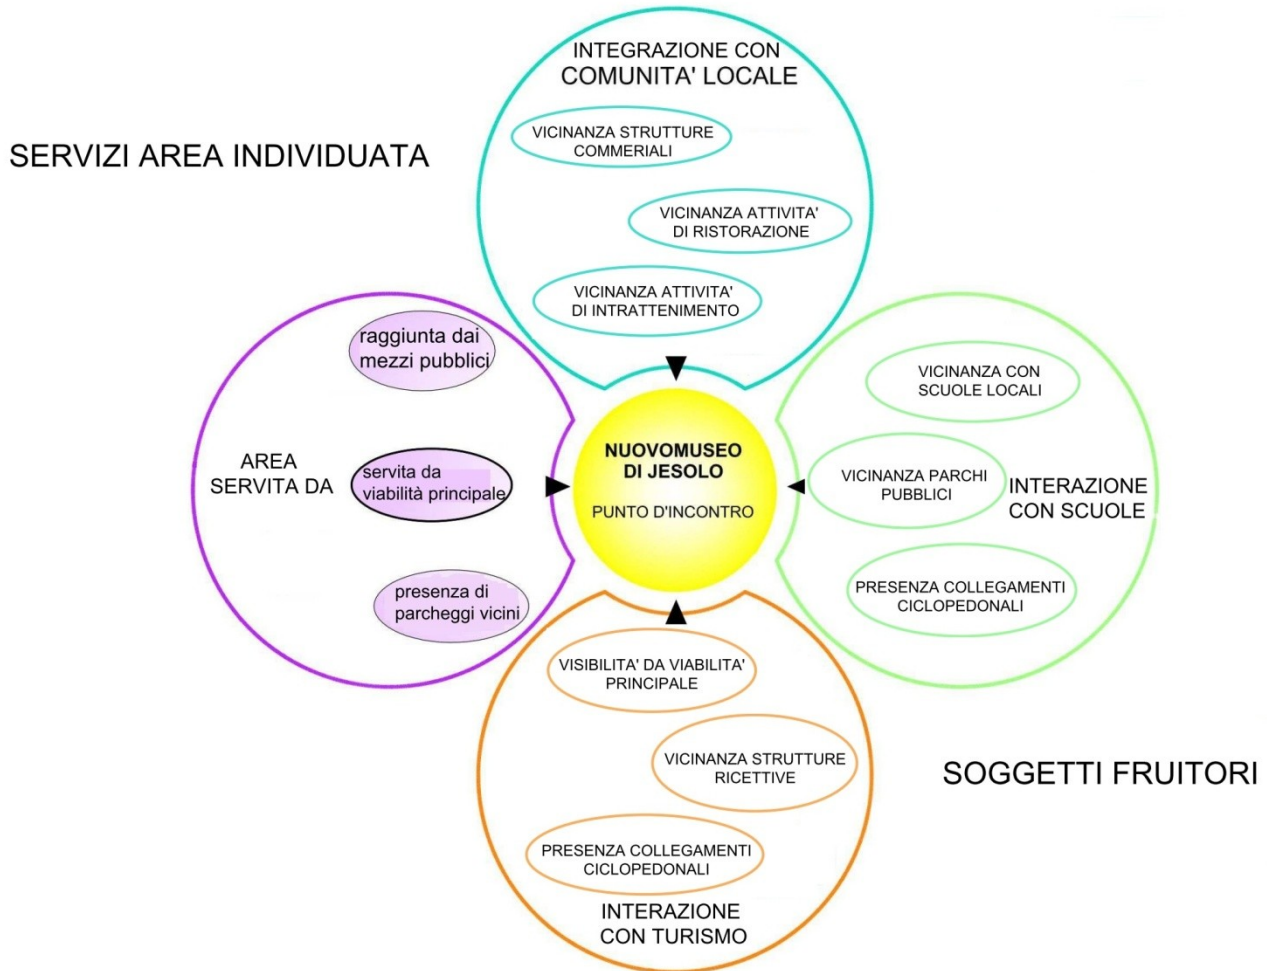 INTEGRAZIONE CON
COMUNITA' LOCALE
VICINANZA STRUTTURE
COMMERIALI
SERVIZI AREA INDIVIDUATA
VICINANZA ATTIVITA'
DI RISTORAZIONE
VICINANZA ATTIVITA'
DI INTRATTENIMENTO
raggiunta dai
mezzi pubblici
AREA
SERVITA DA
servita da
viabilità principale
presenza di
parcheggi vicini
NUOVOMUSEO
DI JESOLO
PUNTO D'INCONTRO
VICINANZA CON
SCUOLE LOCALI
VICINANZA PARCHI
PUBBLICI
INTERAZIONE
CON SCUOLE
PRESENZA COLLEGAMENTI
CICLOPEDONALI
VISIBILITA' DA VIABILITA'
PRINCIPALE
VICINANZA STRUTTURE
RICETTIVE
SOGGETTI FRUITORI
PRESENZA COLLEGAMENTI
CICLOPEDONALI
INTERAZIONE
CON TURISMO